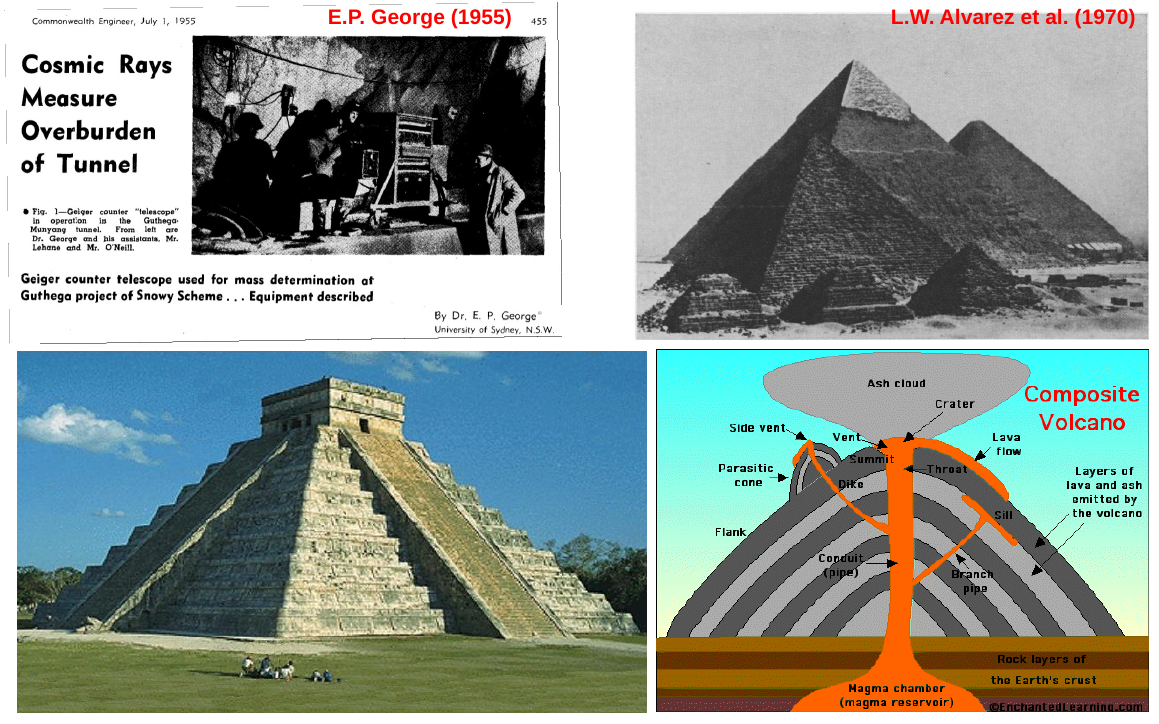 Commonwealth Engineer, July 1, 1955
E.P. George (1955)
455
Cosmic Rays
Measure
Overburden
of Tunnel
● Fig. 1—Geiger counter "telescope"
in operation in the Guthega-
Munyang tunnel. From left are
Dr. George and his assistants, Mr.
Lehane and Mr. O'Neill.
Geiger counter telescope used for mass determination at
Guthega project of Snowy Scheme . . . Equipment described
By Dr. E. P. George
University of Sydney, N.S.W.
L.W. Alvarez et al. (1970)
Composite
Volcano
Ash cloud
Crater
Side vent
Vent
Lava
flow
Summit
Throat
Parasitic
cone
Dike
Layers of
lava and ash
emitted by
the volcano
Sill
Flank
Conduit
(pipe)
Branch
pipe
Rock layers of
the Earth's crust
Magma chamber
(magma reservoir)
©EnchantedLearning.com